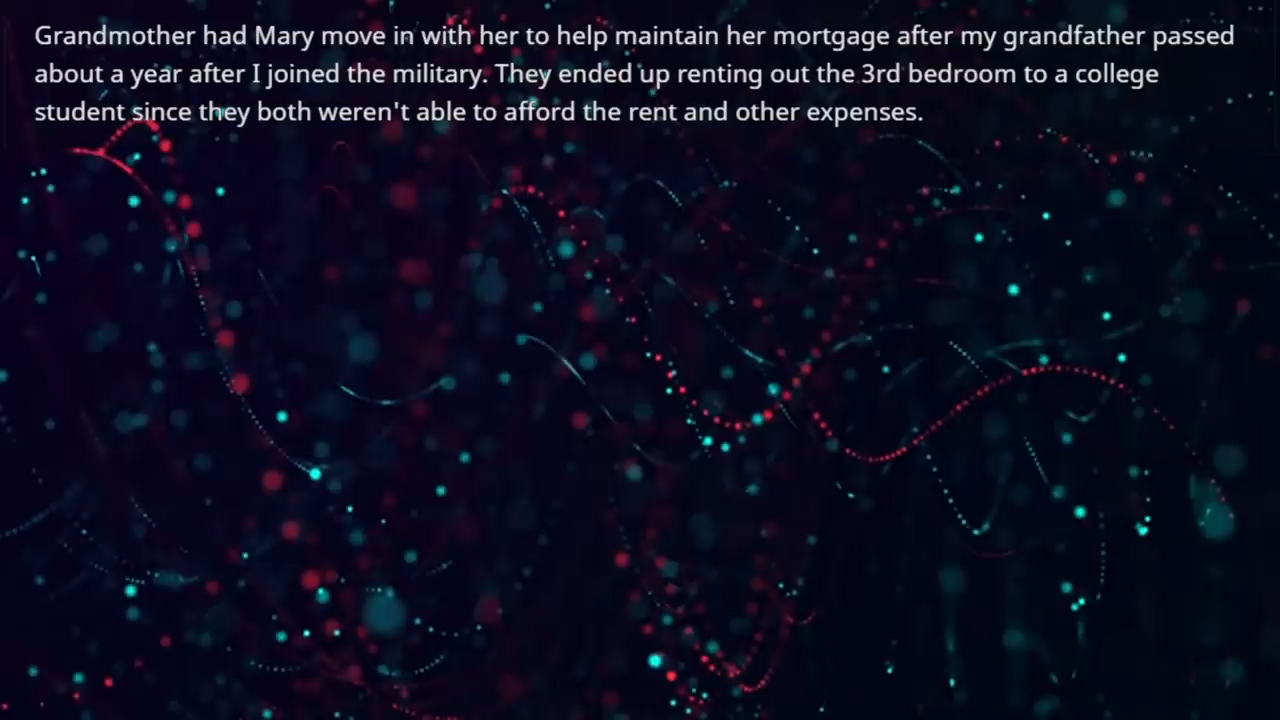 Grandmother had Mary move in with her to help maintain her mortgage after my grandfather passed
about a year after I joined the military. They ended up renting out the 3rd bedroom to a college
student since they both weren't able to afford the rent and other expenses.